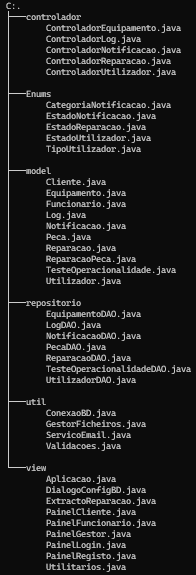 C:.
├───controlador
│       ControladorEquipamento.java
│       ControladorLog.java
│       ControladorNotificacao.java
│       ControladorReparacao.java
│       ControladorUtilizador.java
│
├───Enums
│       CategoriaNotificacao.java
│       EstadoNotificacao.java
│       EstadoReparacao.java
│       EstadoUtilizador.java
│       TipoUtilizador.java
│
├───model
│       Cliente.java
│       Equipamento.java
│       Funcionario.java
│       Log.java
│       Notificacao.java
│       Peca.java
│       Reparacao.java
│       ReparacaoPeca.java
│       TesteOperacionalidade.java
│       Utilizador.java
│
├───repositorio
│       EquipamentoDAO.java
│       LogDAO.java
│       NotificacaoDAO.java
│       PecaDAO.java
│       ReparacaoDAO.java
│       TesteOperacionalidadeDAO.java
│       UtilizadorDAO.java
│
├───util
│       ConexaoBD.java
│       GestorFicheiros.java
│       ServicoEmail.java
│       Validacoes.java
│
└───view
        Aplicacao.java
        DialogoConfigBD.java
        ExtractoReparacao.java
        PainelCliente.java
        PainelFuncionario.java
        PainelGestor.java
        PainelLogin.java
        PainelRegisto.java
        Utilitarios.java